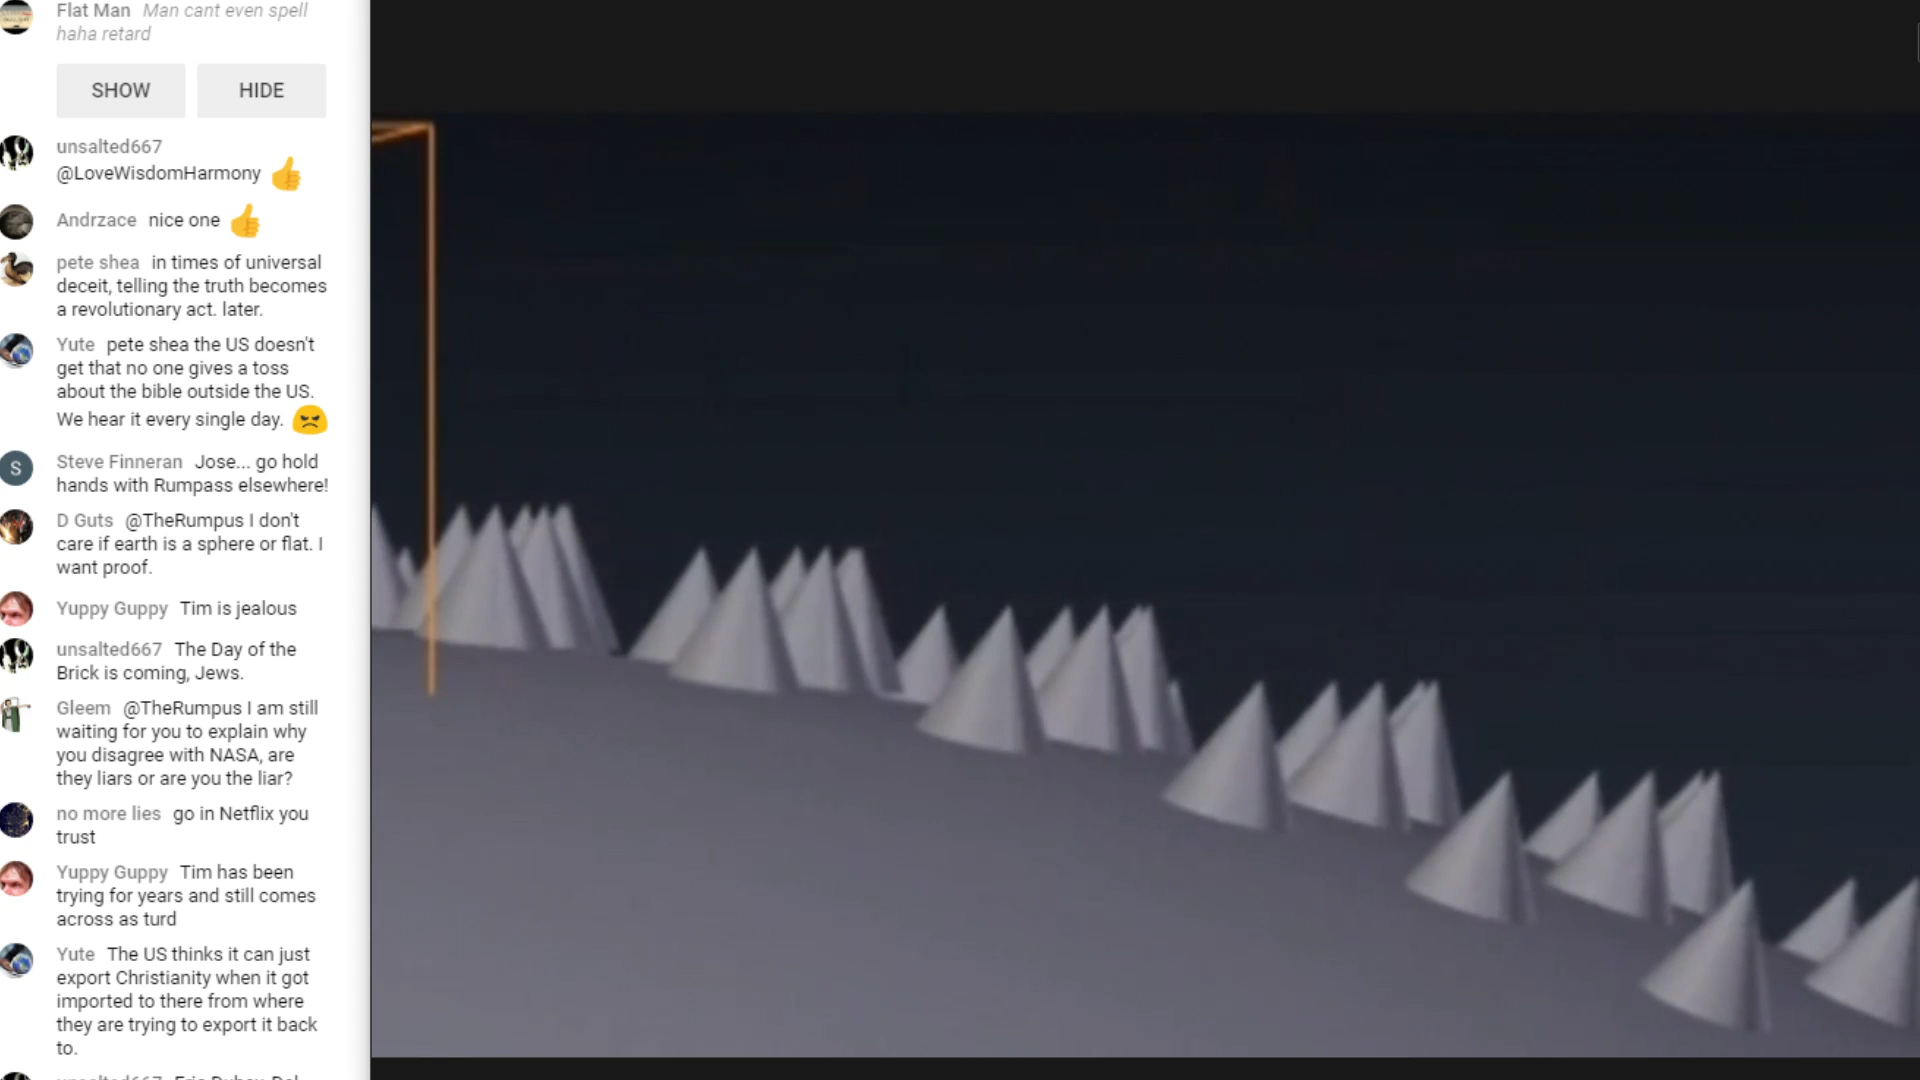 Flat Man Man cant even spell
haha retard
SHOW HIDE
unsalted667
@LoveWisdomHarmony
Andrzace nice one
pete shea in times of universal
deceit, telling the truth becomes
a revolutionary act. later.
Yute pete shea the US doesn't
get that no one gives a toss
about the bible outside the US.
We hear it every single day.
S
Steve Finneran Jose... go hold
hands with Rumpass elsewhere!
D Guts @TheRumpus I don't
care if earth is a sphere or flat. I
want proof.
Yuppy Guppy Tim is jealous
unsalted667 The Day of the
Brick is coming, Jews.
Gleem @TheRumpus I am still
waiting for you to explain why
you disagree with NASA, are
they liars or are you the liar?
no more lies go in Netflix you
trust
Yuppy Guppy Tim has been
trying for years and still comes
across as turd
Yute The US thinks it can just
export Christianity when it got
imported to there from where
they are trying to export it back
to.
unsalted667